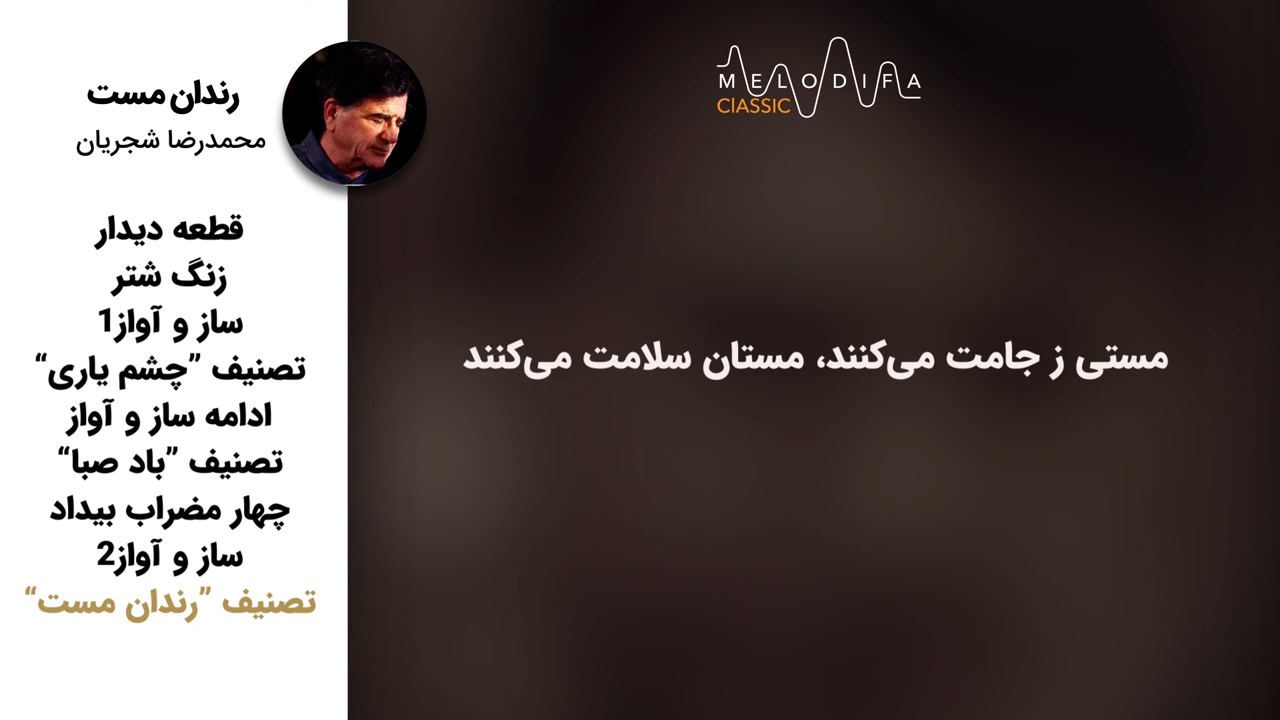 MELODIFA
ClASSIC
رندان مست
محمدرضا شجریان
قطعه دیدار
زنگ شتر
ساز و آواز1
تصنیف ”چشم یاری“
ادامه ساز و آواز
تصنیف ”باد صبا“
چهار مضراب بیداد
ساز و آواز2
تصنیف ”رندان مست“
مستی ز جامت می‌کنند، مستان سلامت می‌کنند